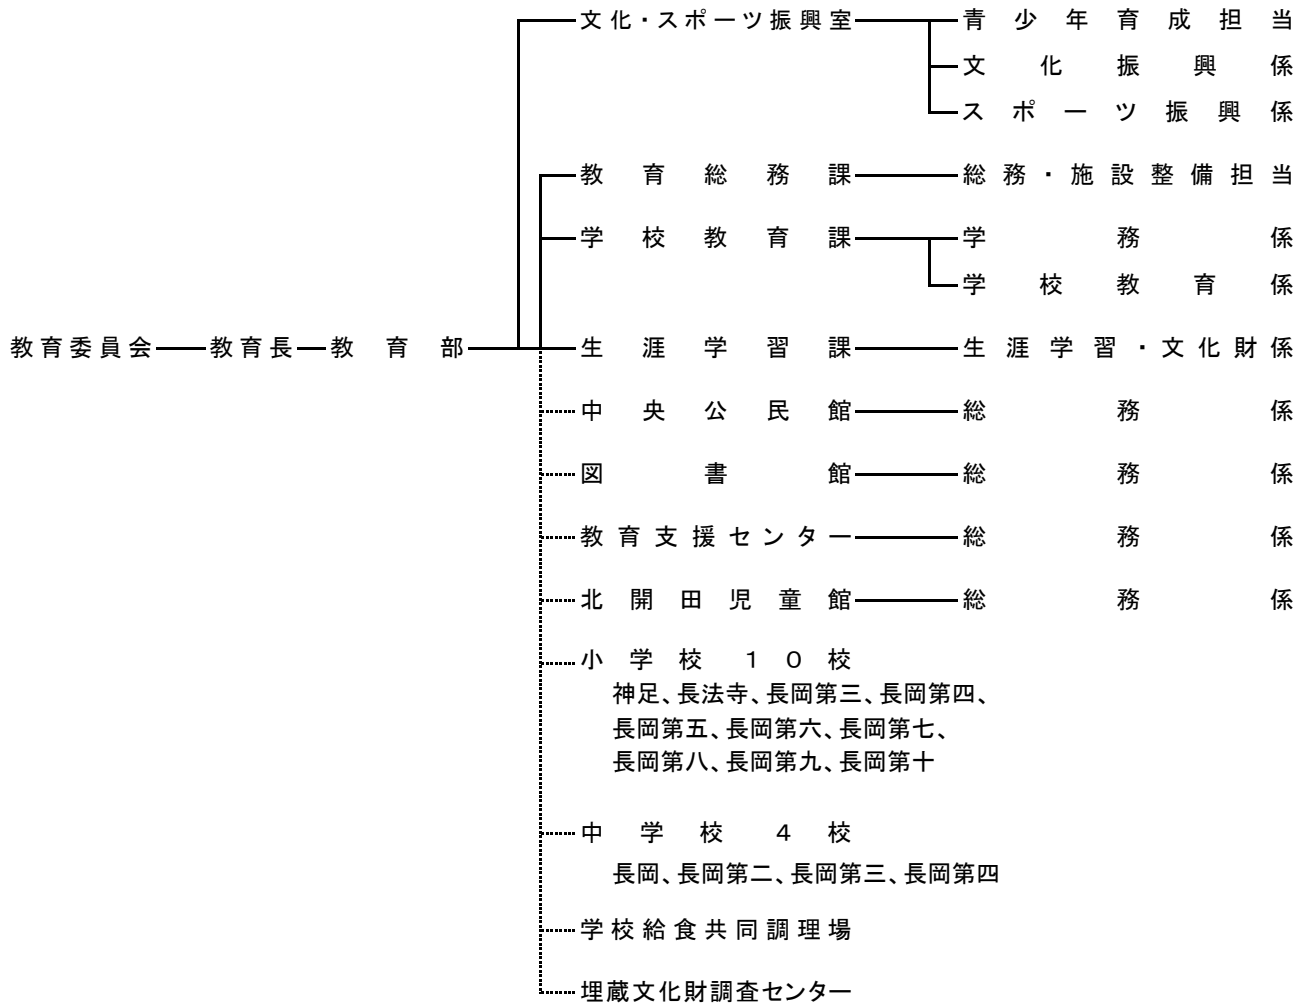 文化・スポーツ振興室 青少年育成担当
文化振興係
スポーツ振興係
教育総務課 総務・施設整備担当
学校教育課 学務係
学校教育係
教育委員会 教育長 教育部 生涯学習課 生涯学習・文化財係
中央公民館 総務係
図書館 総務係
教育支援センター 総務係
北開田児童館 総務係
小学校10校
神足、長法寺、長岡第三、長岡第四、
長岡第五、長岡第六、長岡第七、
長岡第八、長岡第九、長岡第十
中学校4校
長岡、長岡第二、長岡第三、長岡第四
学校給食共同調理場
埋蔵文化財調査センター